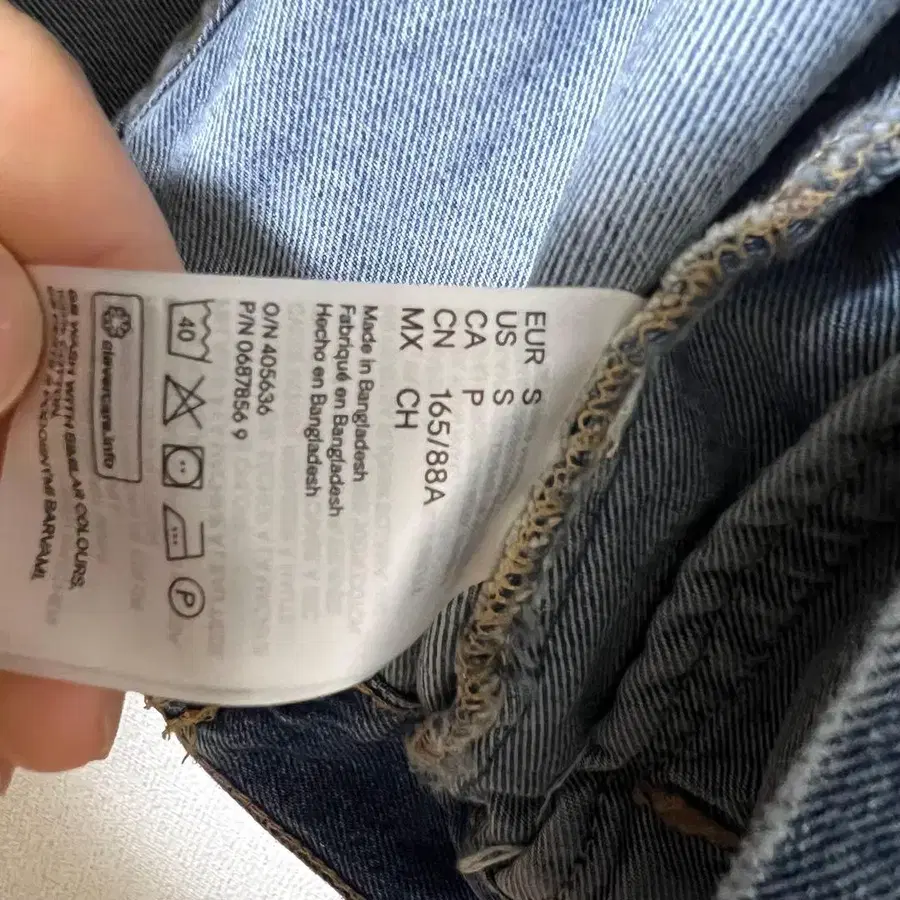 EUR S
US S
CA P
CN 165/88A
MX CH
Made in Bangladesh
Fabriqué en Bangladesh
Hecho en Bangladesh
O/N 405636
P/N 0687856 9
40
P
clevercare.info
WASH WITH SIMILAR COLOURS.